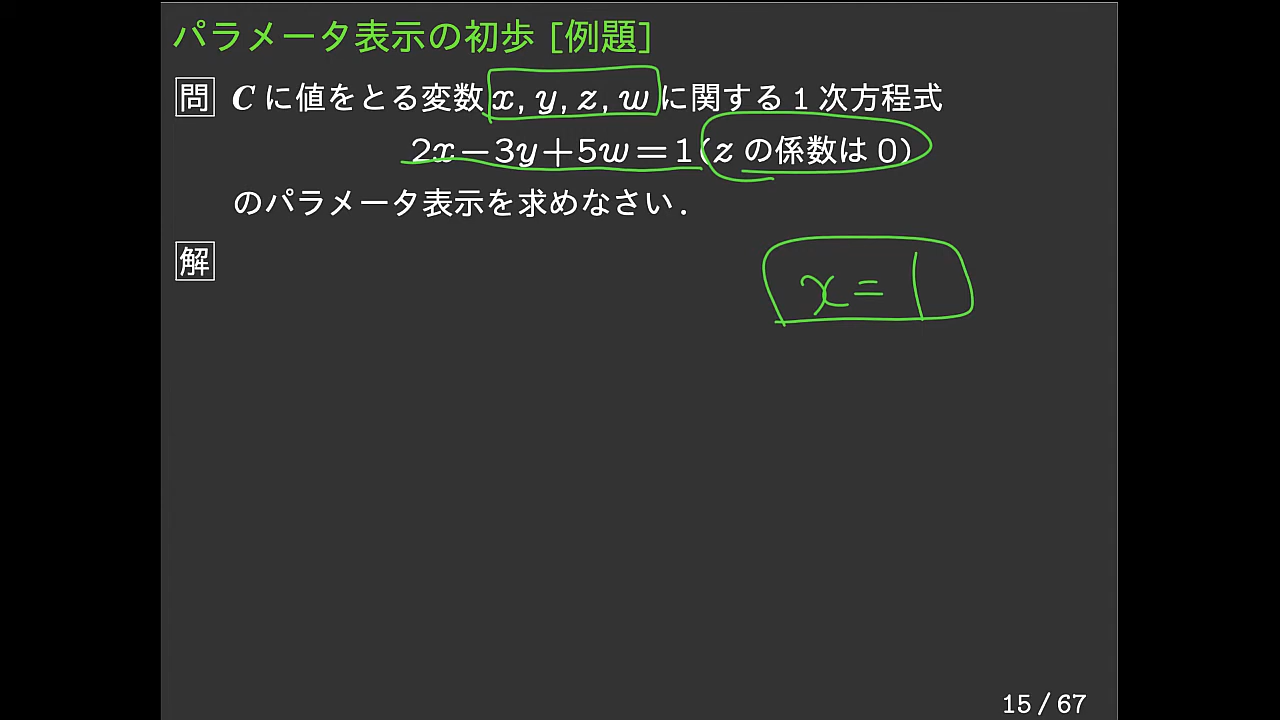 パラメータ表示の初歩 [例題]
問 C に値をとる変数 x, y, z, w に関する 1 次方程式
2x−3y+5w=1(z の係数は 0)
のパラメータ表示を求めなさい.
解
x = 1
15 / 67